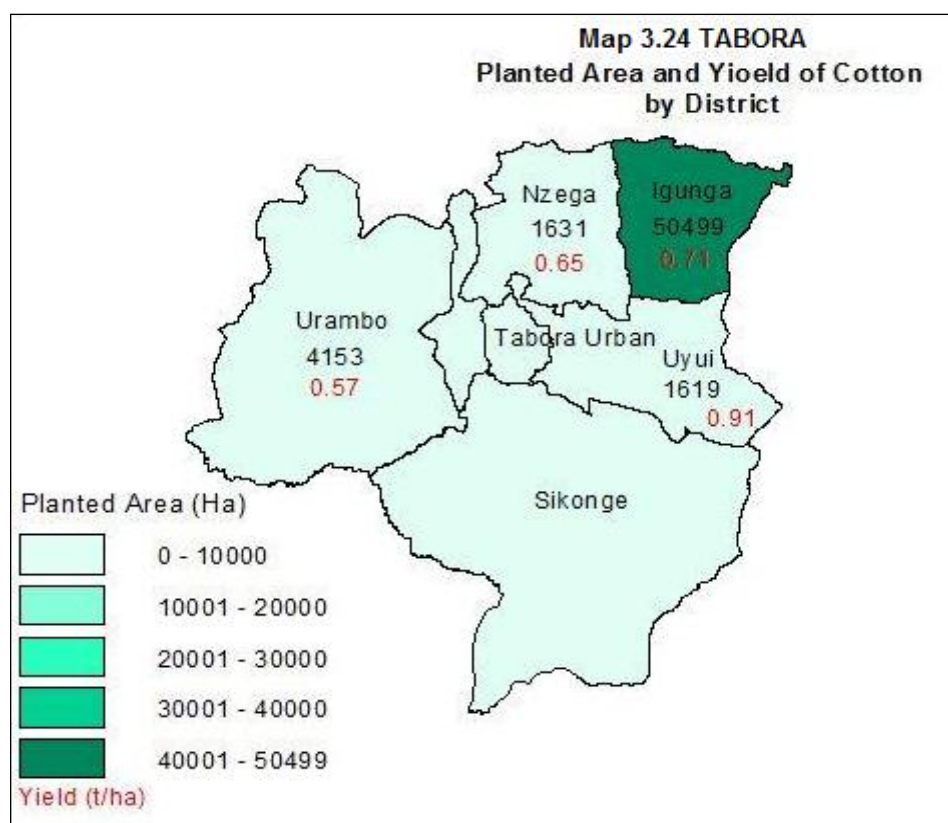 Map 3.24 TABORA
Planted Area and Yioeld of Cotton
by District
Nzega
1631
0.65
Igunga
50499
0.71
Urambo
4153
0.57
Tabora Urban
Uyui
1619
0.91
Sikonge
Planted Area (Ha)
0 - 10000
10001 - 20000
20001 - 30000
30001 - 40000
40001 - 50499
Yield (t/ha)